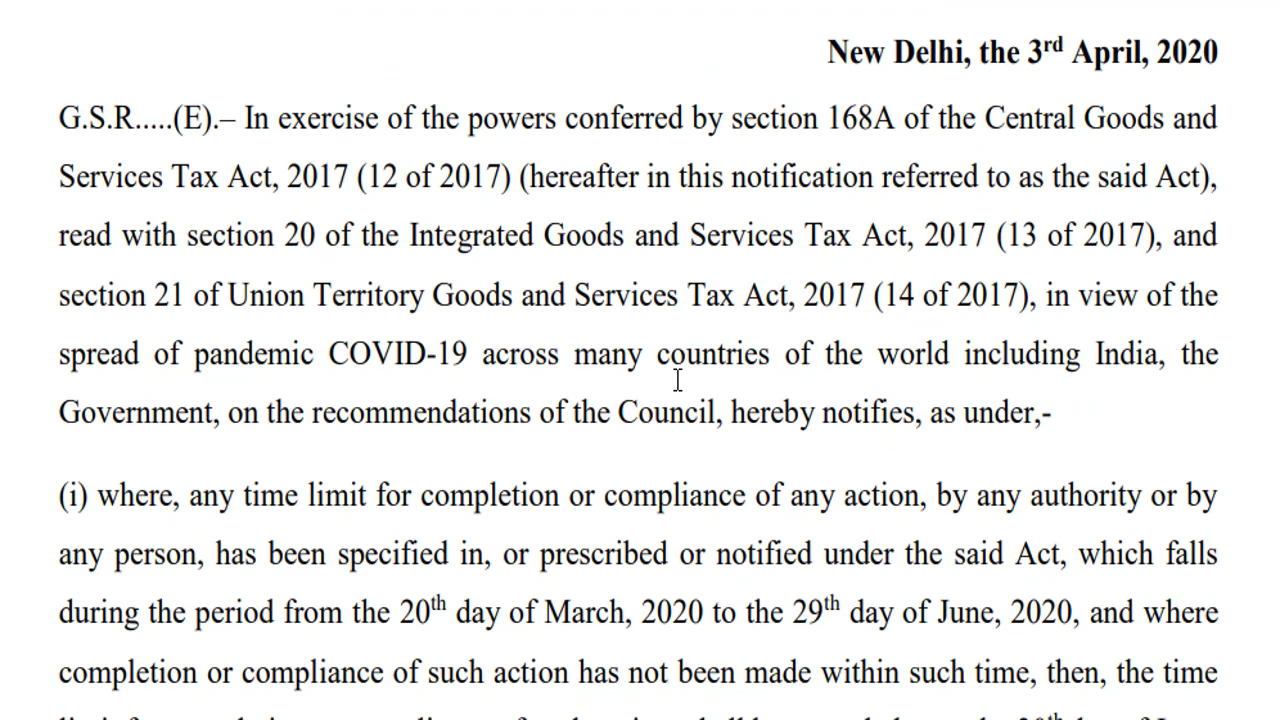 New Delhi, the 3rd April, 2020
G.S.R.....(E).– In exercise of the powers conferred by section 168A of the Central Goods and
Services Tax Act, 2017 (12 of 2017) (hereafter in this notification referred to as the said Act),
read with section 20 of the Integrated Goods and Services Tax Act, 2017 (13 of 2017), and
section 21 of Union Territory Goods and Services Tax Act, 2017 (14 of 2017), in view of the
spread of pandemic COVID-19 across many countries of the world including India, the
Government, on the recommendations of the Council, hereby notifies, as under,-
(i) where, any time limit for completion or compliance of any action, by any authority or by
any person, has been specified in, or prescribed or notified under the said Act, which falls
during the period from the 20th day of March, 2020 to the 29th day of June, 2020, and where
completion or compliance of such action has not been made within such time, then, the time